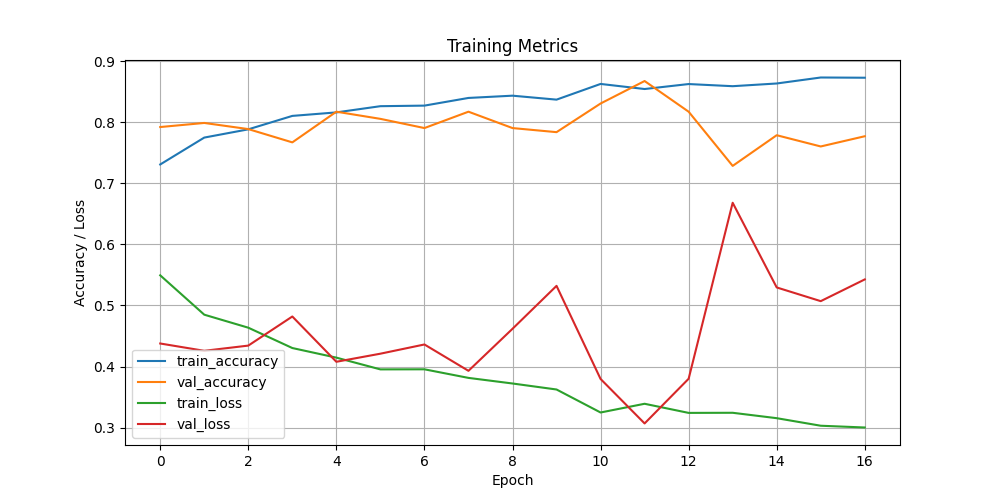 Training Metrics
Accuracy / Loss
0.9
0.8
0.7
0.6
0.5
0.4
0.3
train_accuracy
val_accuracy
train_loss
val_loss
0 2 4 6 8 10 12 14 16
Epoch